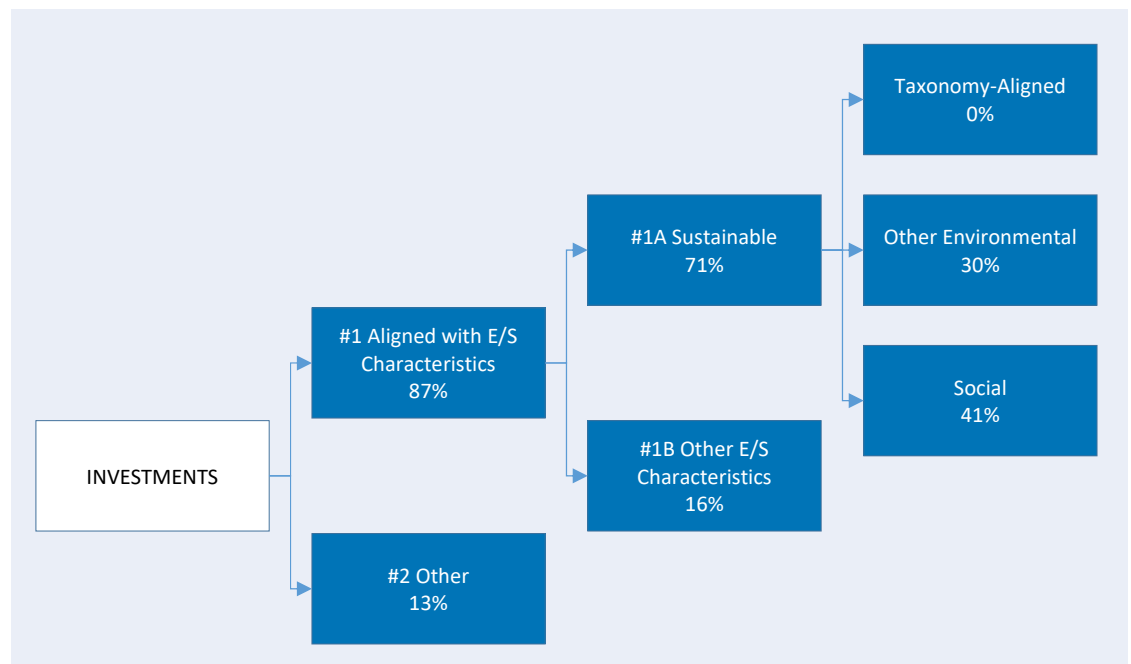 INVESTMENTS
#1 Aligned with E/S
Characteristics
87%
#2 Other
13%
#1A Sustainable
71%
#1B Other E/S
Characteristics
16%
Taxonomy-Aligned
0%
Other Environmental
30%
Social
41%